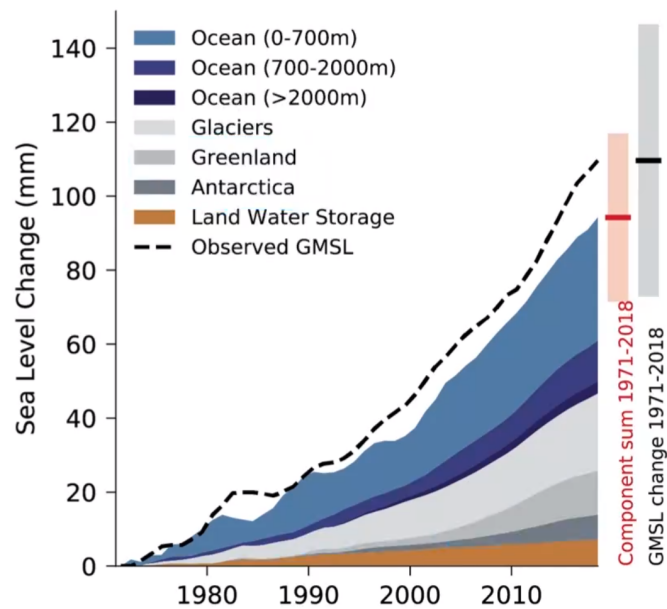 Ocean (0-700m)
Ocean (700-2000m)
Ocean (>2000m)
Glaciers
Greenland
Antarctica
Land Water Storage
Observed GMSL
Sea Level Change (mm)
140
120
100
80
60
40
20
0
1980
1990
2000
2010
Component sum 1971-2018
GMSL change 1971-2018